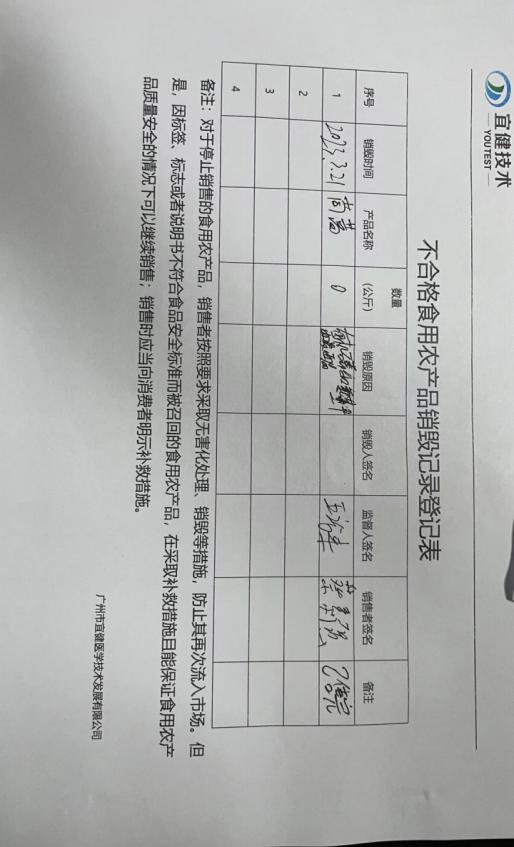 宜健技术
YOUTEST
不合格食用农产品销毁记录登记表
序号 销毁时间 产品名称 数量(公斤) 销毁原因 销毁人签名 监督人签名 销售者签名 备注
1 2023.3.21 茼蒿 0 已售完
2
3
4
备注：对于停止销售的食用农产品，销售者按照要求采取无害化处理、销毁等措施，防止其再次流入市场。但
是，因标签、标志或者说明书不符合食品安全标准而被召回的食用农产品，在采取补救措施且能保证食用农产
品质量安全的情况下可以继续销售；销售时应当向消费者明示补救措施。
广州市宜健医学技术发展有限公司